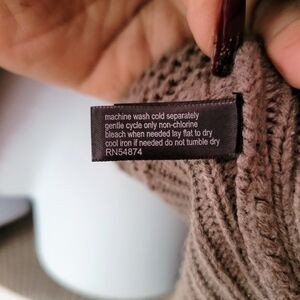 machine wash cold separately
gentle cycle only non-chlorine
bleach when needed lay flat to dry
cool iron if needed do not tumble dry
RN54874